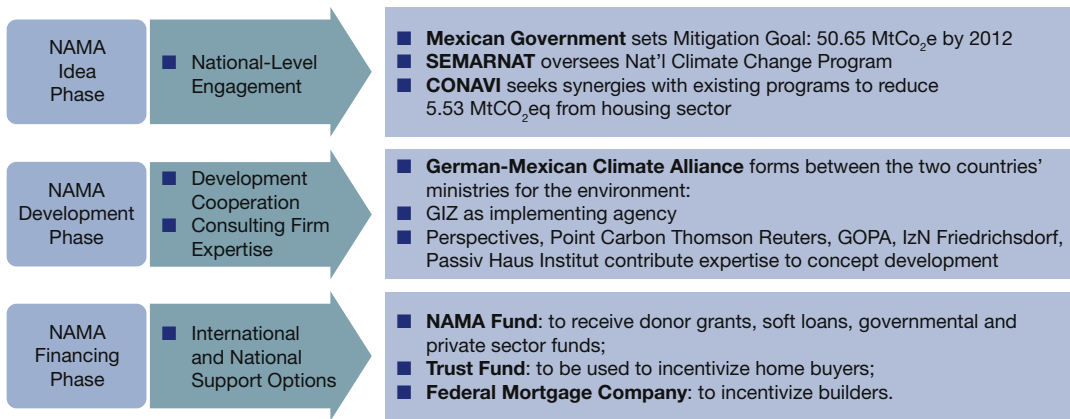 NAMA
Idea
Phase
■ National-Level
Engagement
■ Mexican Government sets Mitigation Goal: 50.65 MtCo₂e by 2012
■ SEMARNAT oversees Nat'l Climate Change Program
■ CONAVI seeks synergies with existing programs to reduce
5.53 MtCO₂eq from housing sector
NAMA
Development
Phase
■ Development
Cooperation
■ Consulting Firm
Expertise
■ German-Mexican Climate Alliance forms between the two countries'
ministries for the environment:
■ GIZ as implementing agency
■ Perspectives, Point Carbon Thomson Reuters, GOPA, IzN Friedrichsdorf,
Passiv Haus Institut contribute expertise to concept development
NAMA
Financing
Phase
■ International
and National
Support Options
■ NAMA Fund: to receive donor grants, soft loans, governmental and
private sector funds;
■ Trust Fund: to be used to incentivize home buyers;
■ Federal Mortgage Company: to incentivize builders.